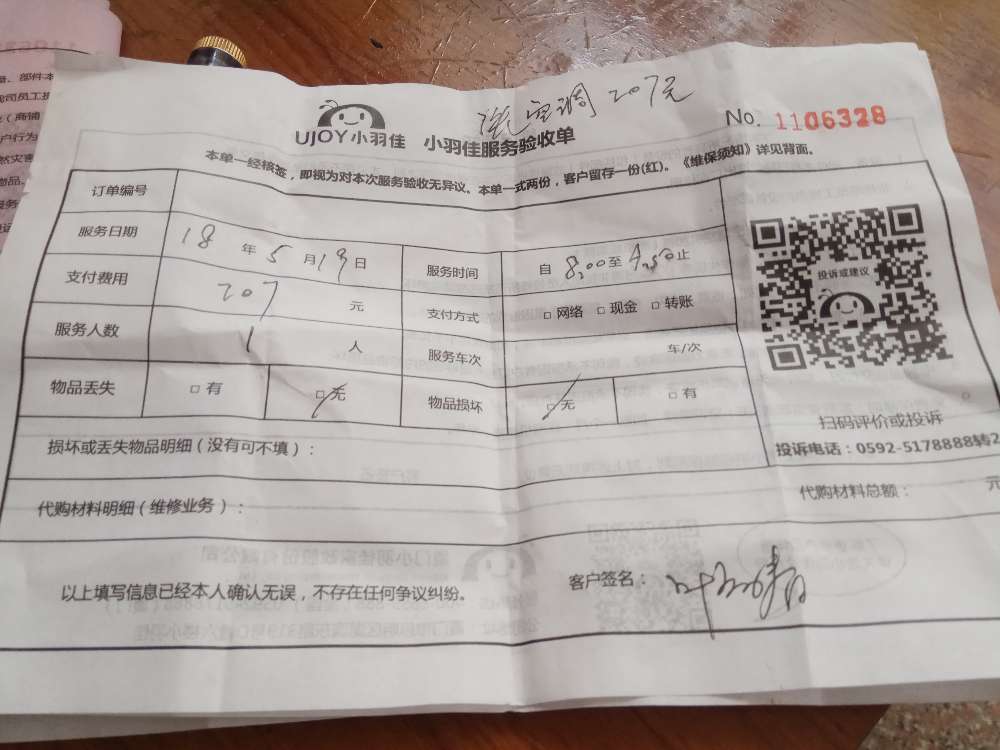 洗空调 207元
UJOY小羽佳 小羽佳服务验收单
No. 1106328
本单一经核签，即视为对本次服务验收无异议。本单一式两份，客户留存一份(红)。《维保须知》详见背面。
订单编号
服务日期 18 年 5 月 19 日 服务时间 自 8:00 至 9:50 止
支付费用 207 元 支付方式 □ 网络 □ 现金 □ 转账
服务人数 1 人 服务车次 车/次
物品丢失 □ 有 □ 无 物品损坏 □ 无 □ 有
投诉或建议
扫码评价或投诉
投诉电话：0592-5178888转2
损坏或丢失物品明细（没有可不填）：
代购材料明细（维修业务）： 代购材料总额： 元
以上填写信息已经本人确认无误，不存在任何争议纠纷。 客户签名：